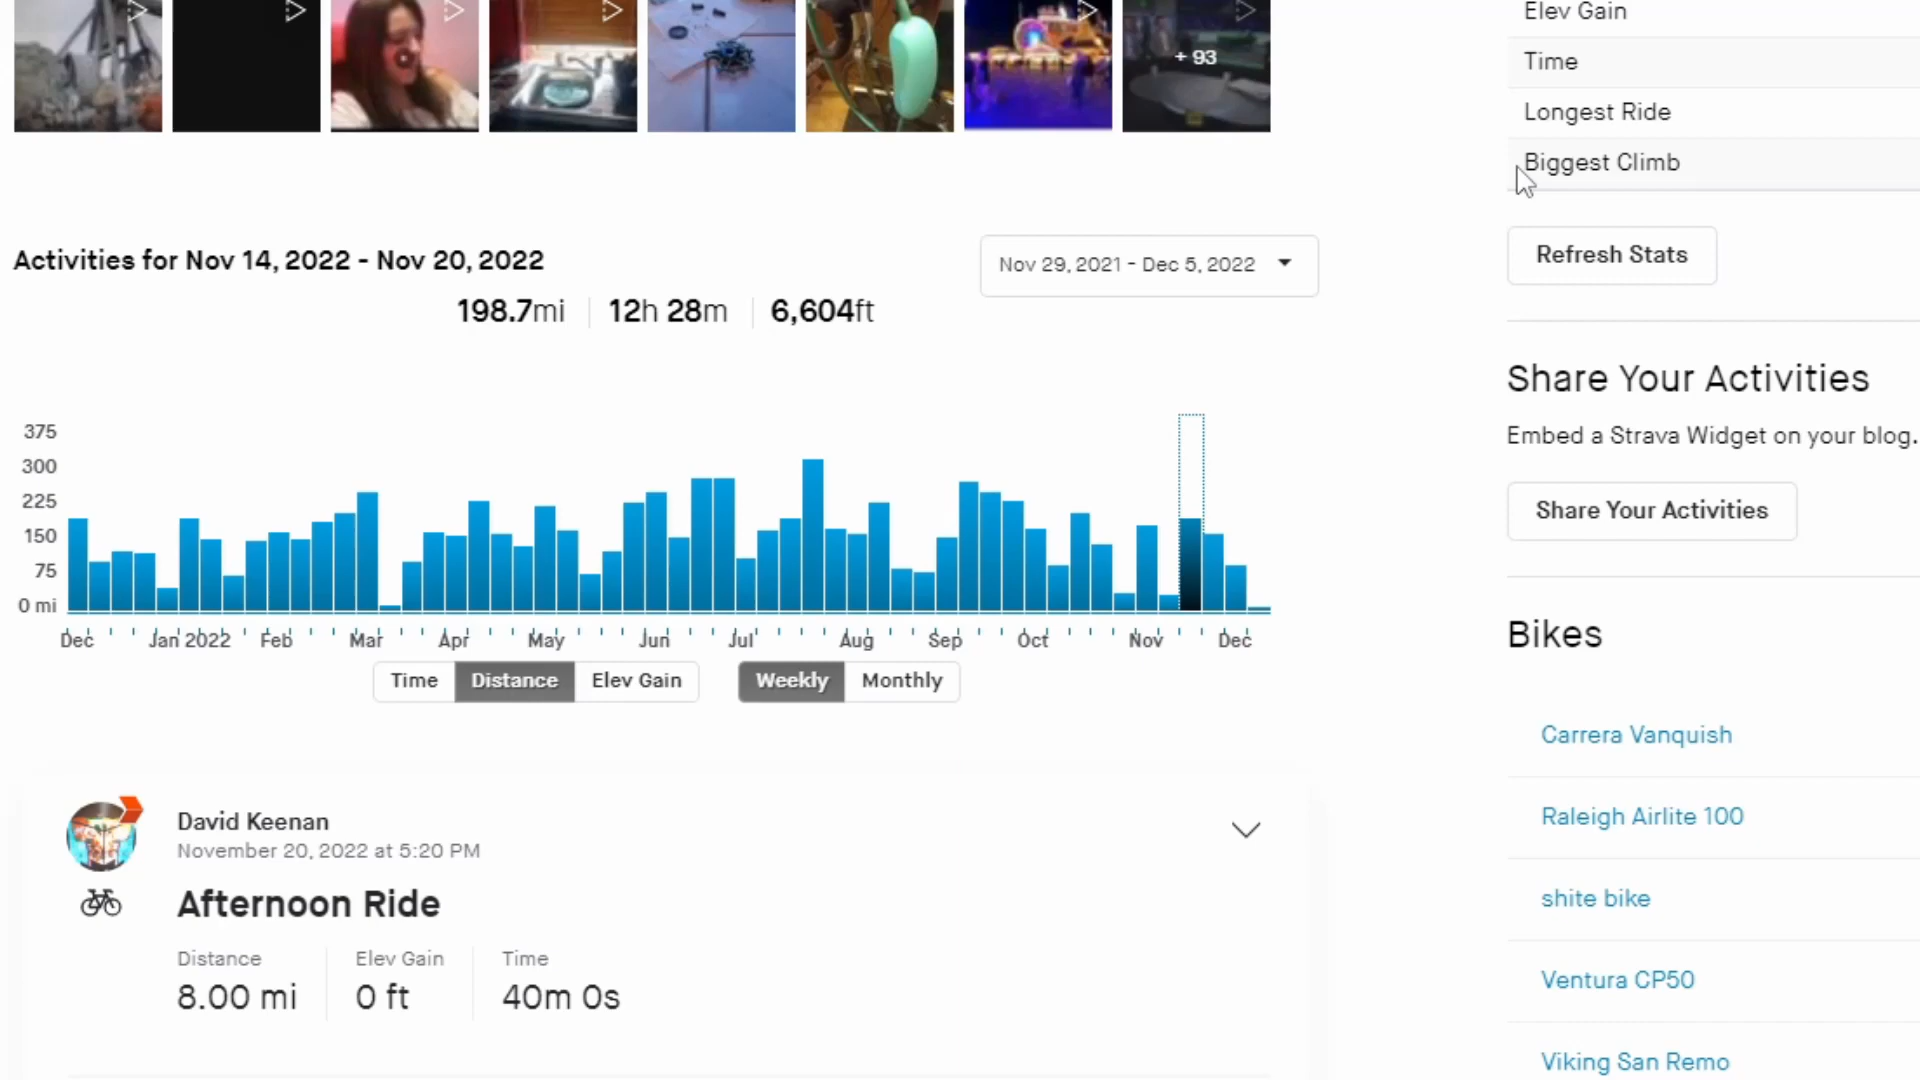 + 93
Elev Gain
Time
Longest Ride
Biggest Climb
Refresh Stats
Activities for Nov 14, 2022 - Nov 20, 2022
Nov 29, 2021 - Dec 5, 2022
198.7mi
12h 28m
6,604ft
375
300
225
150
75
0 mi
Dec
Jan 2022
Feb
Mar
Apr
May
Jun
Jul
Aug
Sep
Oct
Nov
Dec
Time
Distance
Elev Gain
Weekly
Monthly
Share Your Activities
Embed a Strava Widget on your blog.
Share Your Activities
Bikes
Carrera Vanquish
Raleigh Airlite 100
shite bike
Ventura CP50
Viking San Remo
David Keenan
November 20, 2022 at 5:20 PM
Afternoon Ride
Distance
Elev Gain
Time
8.00 mi
0 ft
40m 0s